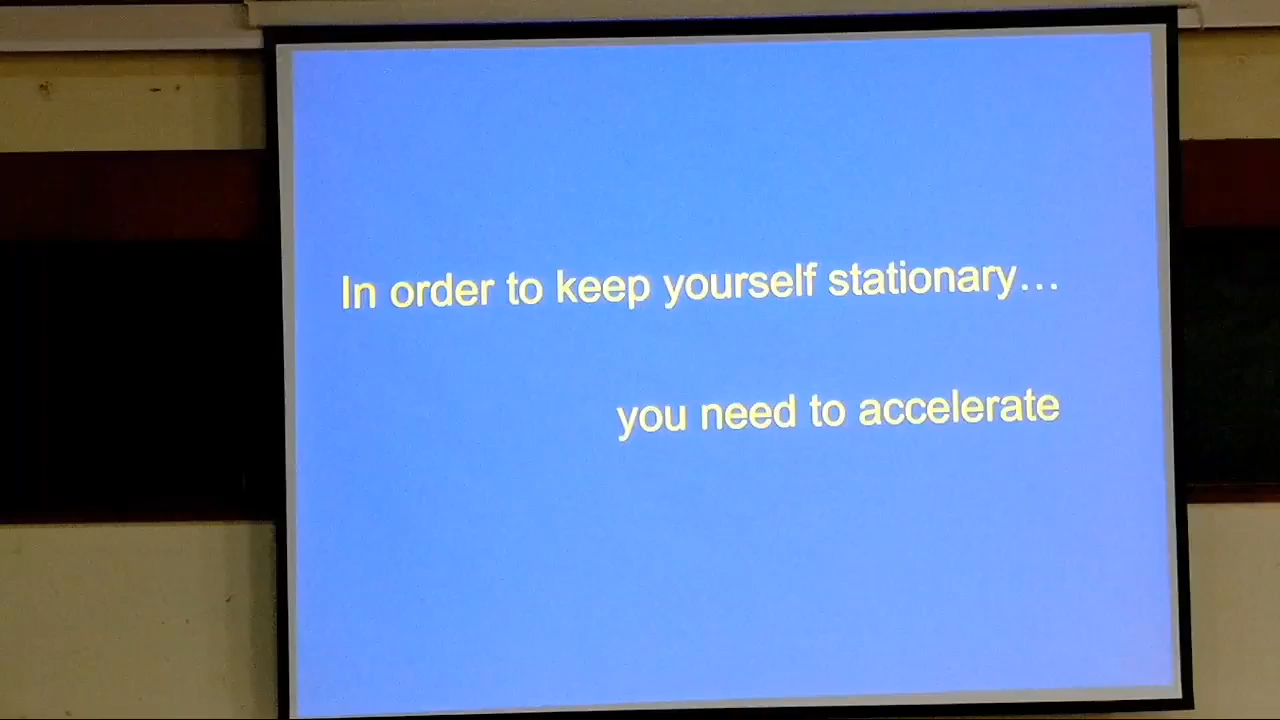 In order to keep yourself stationary…
you need to accelerate